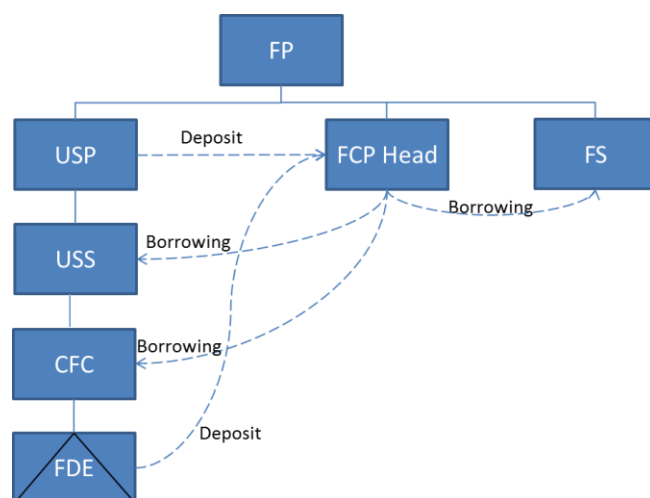 FP
USP
Deposit
FCP Head
FS
USS
Borrowing
Borrowing
CFC
Borrowing
FDE
Deposit